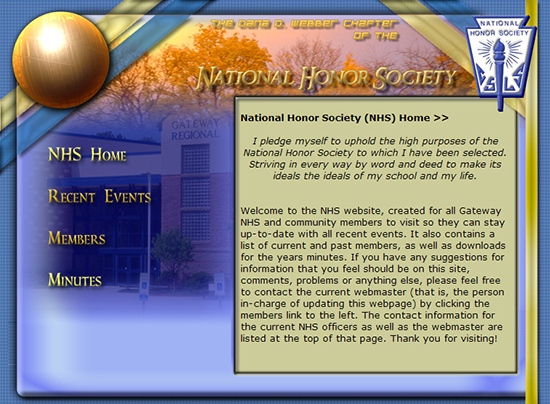 The Dana D. Webber Chapter
of the
National Honor Society
NATIONAL
HONOR SOCIETY
GATEWAY
REGIONAL
NHS Home
Recent Events
Members
Minutes
National Honor Society (NHS) Home >>
I pledge myself to uphold the high purposes of the
National Honor Society to which I have been selected.
Striving in every way by word and deed to make its
ideals the ideals of my school and my life.
Welcome to the NHS website, created for all Gateway
NHS and community members to visit so they can stay
up-to-date with all recent events. It also contains a
list of current and past members, as well as downloads
for the years minutes. If you have any suggestions for
information that you feel should be on this site,
comments, problems or anything else, please feel free
to contact the current webmaster (that is, the person
in-charge of updating this webpage) by clicking the
members link to the left. The contact information for
the current NHS officers as well as the webmaster are
listed at the top of that page. Thank you for visiting!